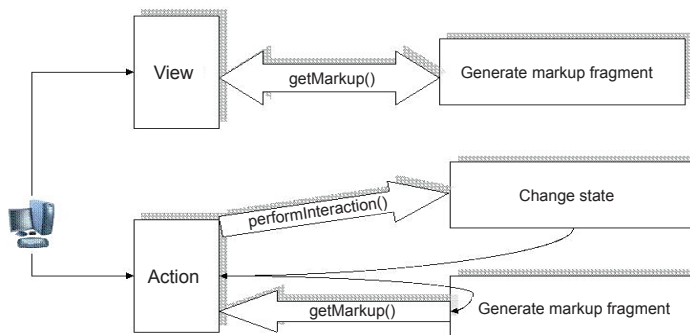 View
getMarkup()
Generate markup fragment
performInteraction()
Change state
Action
getMarkup()
Generate markup fragment